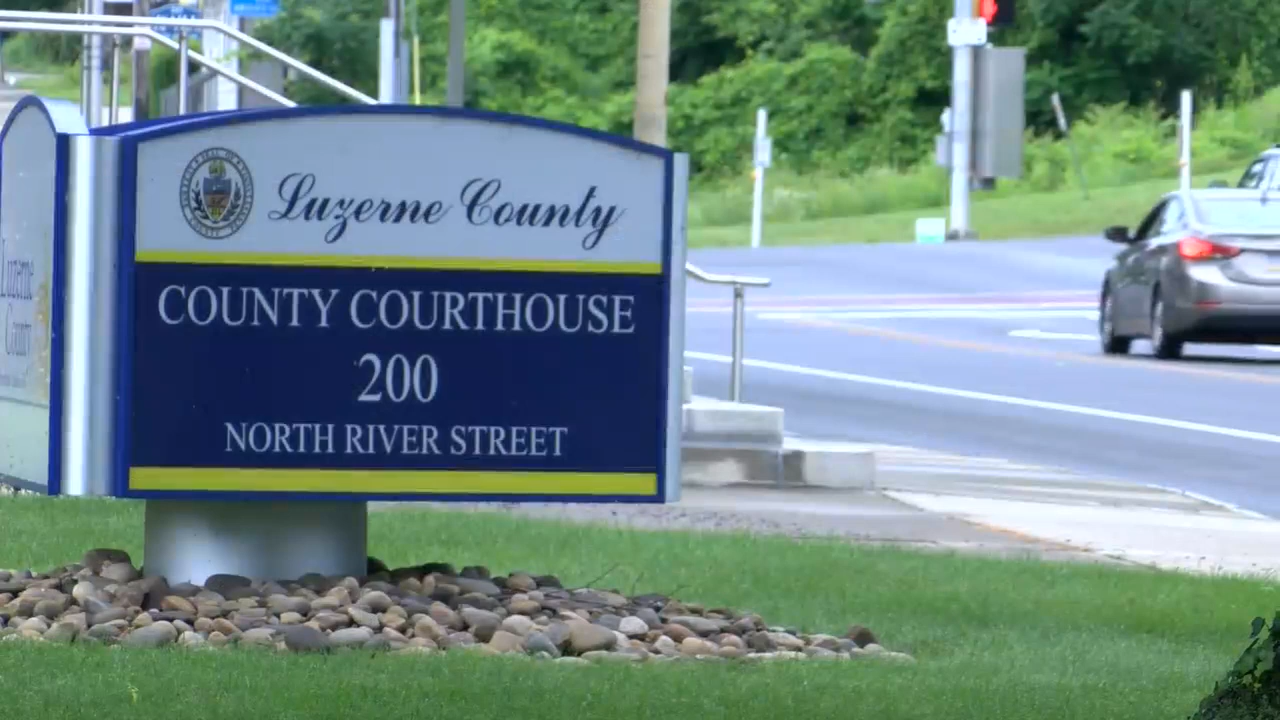 Luzerne County
COUNTY COURTHOUSE
200
NORTH RIVER STREET
Luzerne
County